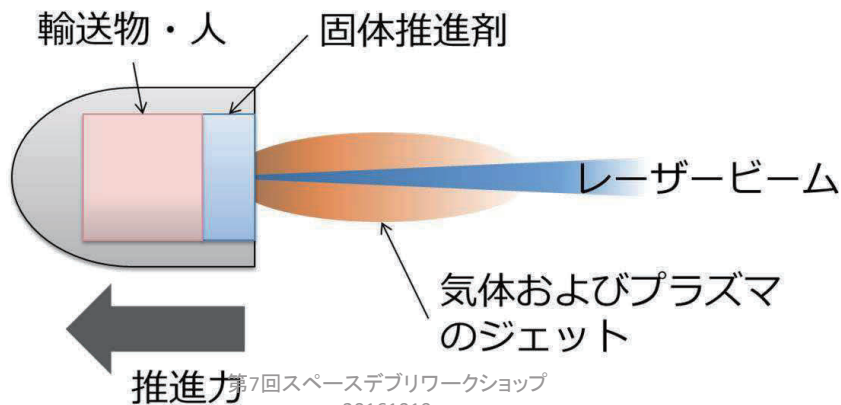 輸送物・人
固体推進剤
レーザービーム
気体およびプラズマ
のジェット
推進力
第7回スペースデブリワークショップ